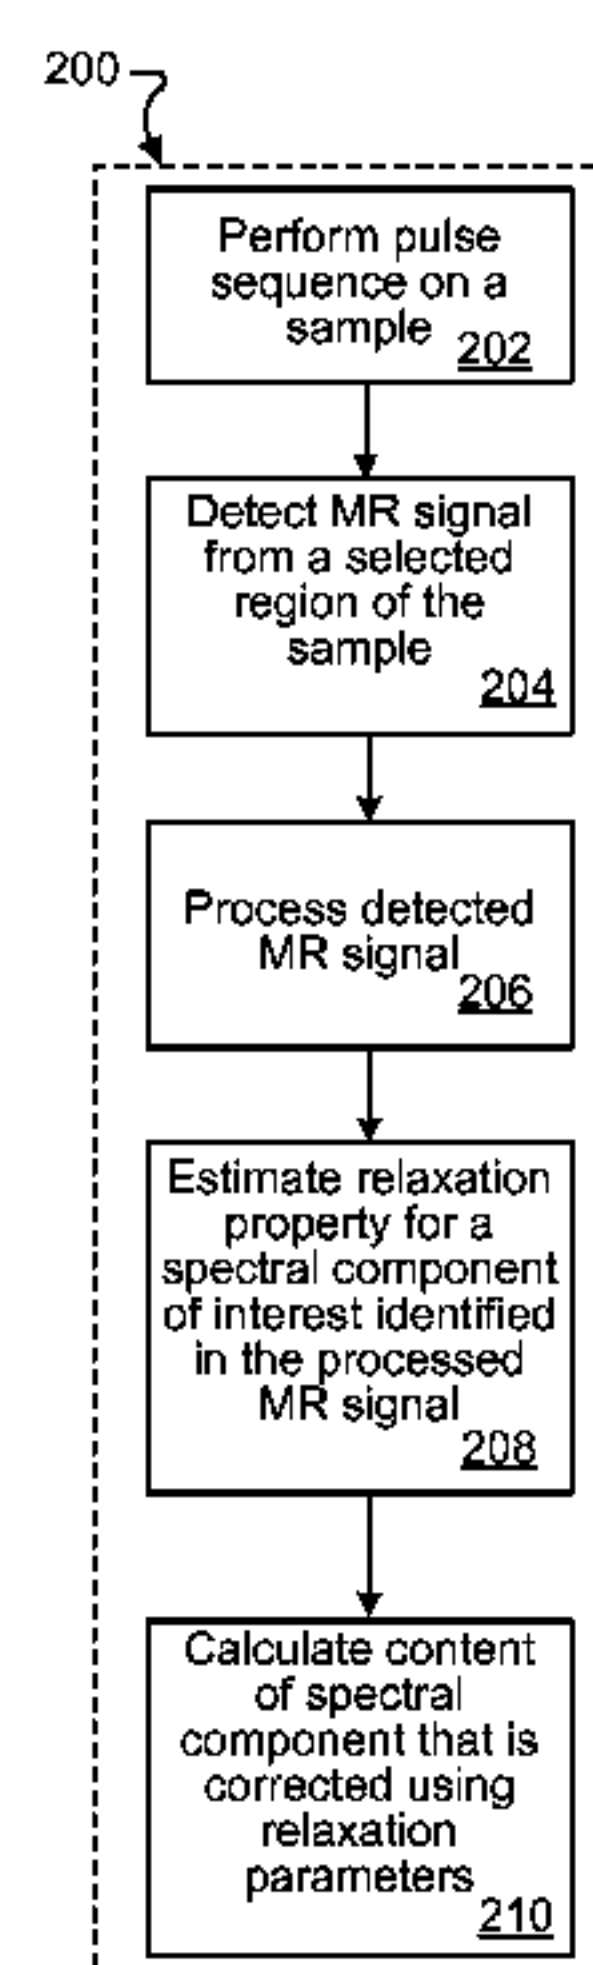 200
Perform pulse
sequence on a
sample
202
Detect MR signal
from a selected
region of the
sample
204
Process detected
MR signal
206
Estimate relaxation
property for a
spectral component
of interest identified
in the processed
MR signal
208
Calculate content
of spectral
component that is
corrected using
relaxation
parameters
210